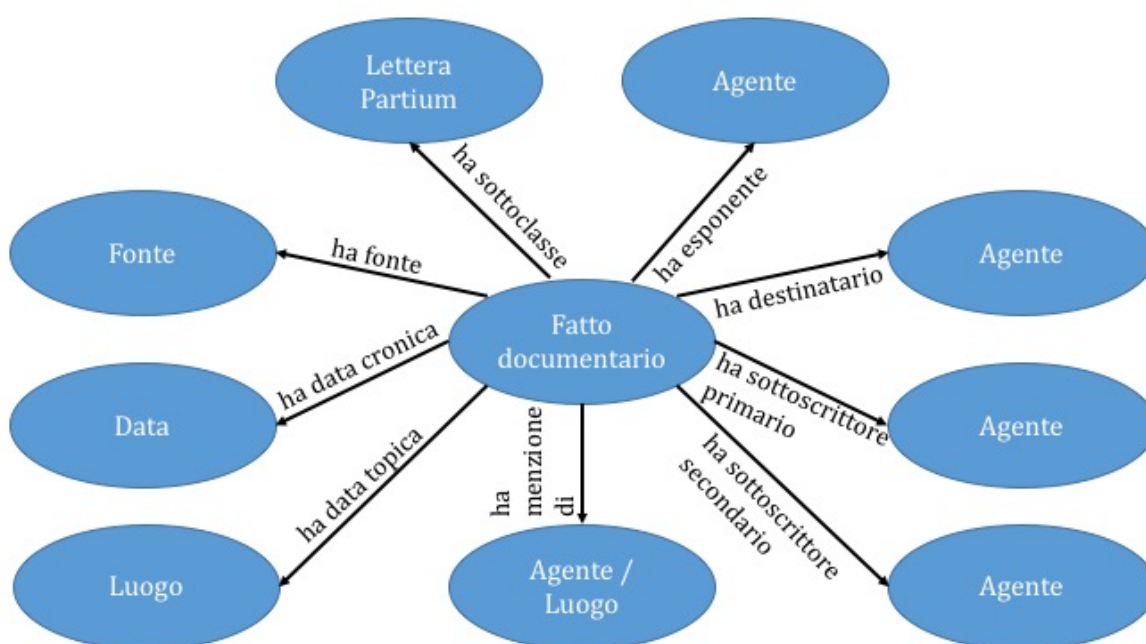 Lettera
Partium
Agente
ha sottoclasse
ha esponente
Fonte
ha fonte
Agente
ha destinatario
Fatto
documentario
Data
ha data cronica
ha sottoscrittore
primario
Agente
Luogo
ha data topica
ha
menzione
di
Agente /
Luogo
ha sottoscrittore
secondario
Agente